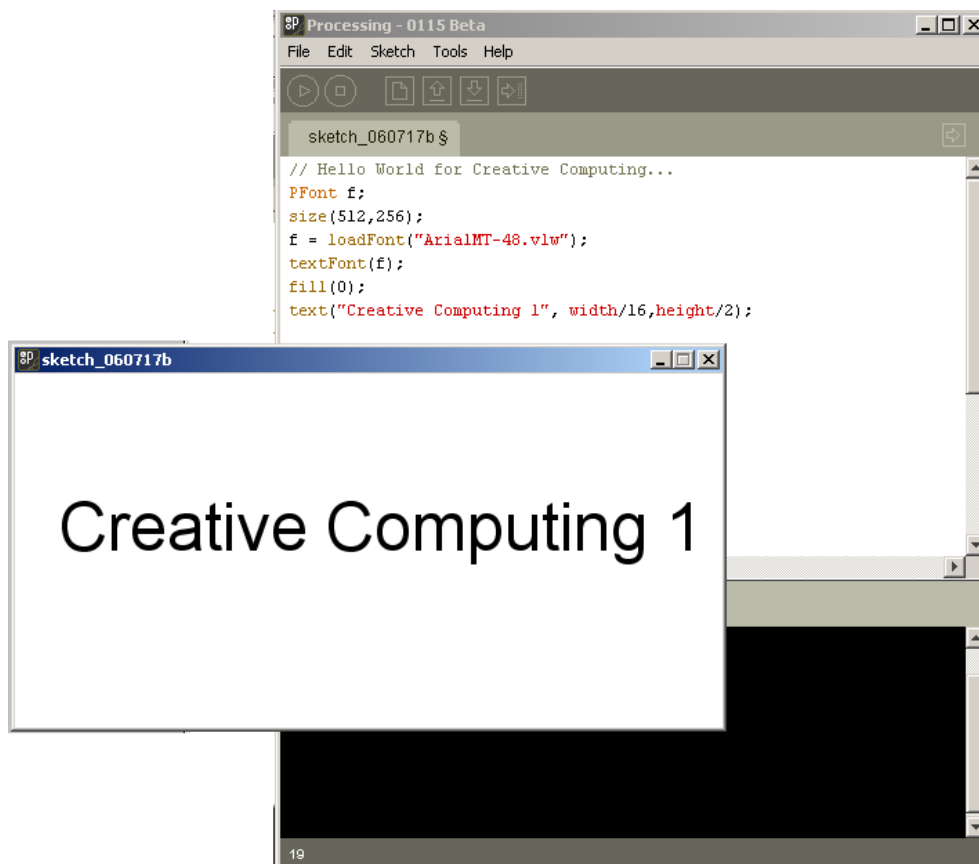 Processing - 0115 Beta
File Edit Sketch Tools Help
sketch_060717b §
// Hello World for Creative Computing...
PFont f;
size(512,256);
f = loadFont("ArialMT-48.vlw");
textFont(f);
fill(0);
text("Creative Computing 1", width/16,height/2);
sketch_060717b
Creative Computing 1
19